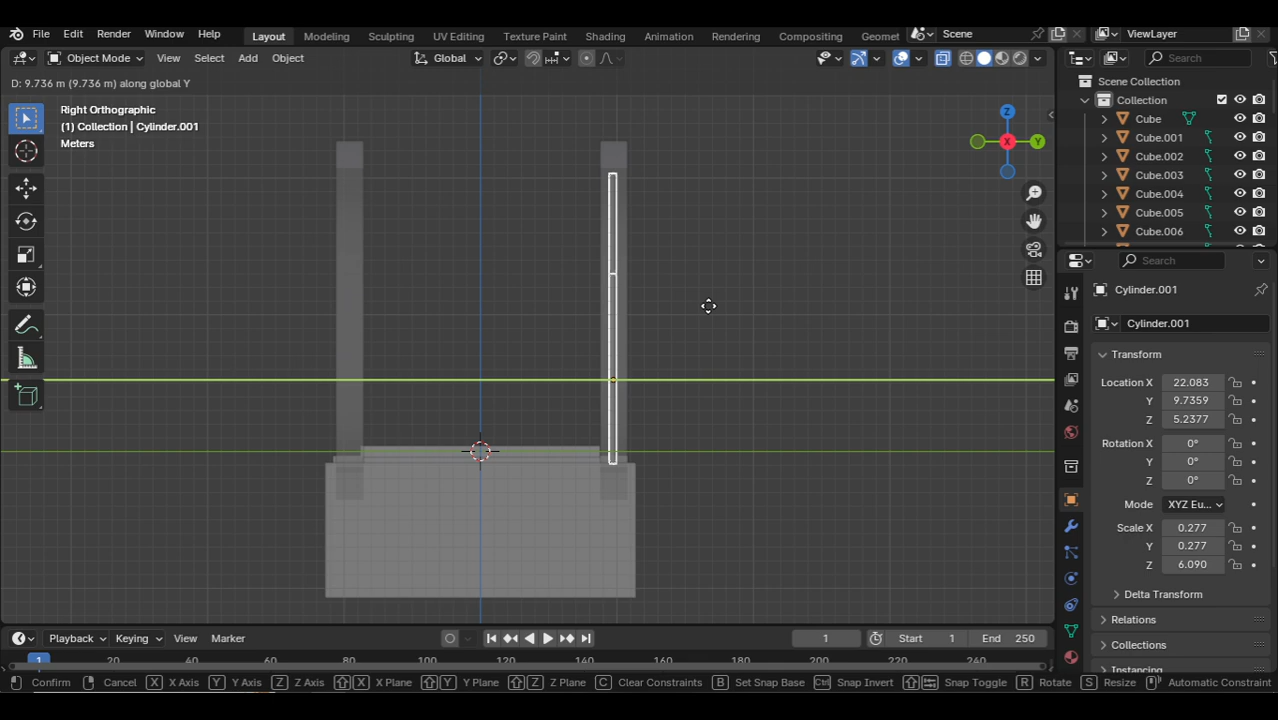 File Edit Render Window Help Layout Modeling Sculpting UV Editing Texture Paint Shading Animation Rendering Compositing Geomet Scene ViewLayer
Object Mode View Select Add Object Global Search
D: 9.736 m (9.736 m) along global Y
Right Orthographic
(1) Collection | Cylinder.001
Meters
Z
X
Y
Scene Collection
Collection
Cube
Cube.001
Cube.002
Cube.003
Cube.004
Cube.005
Cube.006
Search
Cylinder.001
Cylinder.001
Transform
Location X 22.083
Y 9.7359
Z 5.2377
Rotation X 0°
Y 0°
Z 0°
Mode XYZ Eu...
Scale X 0.277
Y 0.277
Z 6.090
Delta Transform
Relations
Collections
Instancing
Playback Keying View Marker 1 Start 1 End 250
1 20 40 60 80 100 120 140 160 180 200 220 240
Confirm Cancel X X Axis Y Y Axis Z Z Axis X X Plane Y Y Plane Z Z Plane C Clear Constraints B Set Snap Base Ctrl Snap Invert Snap Toggle R Rotate S Resize Automatic Constraint